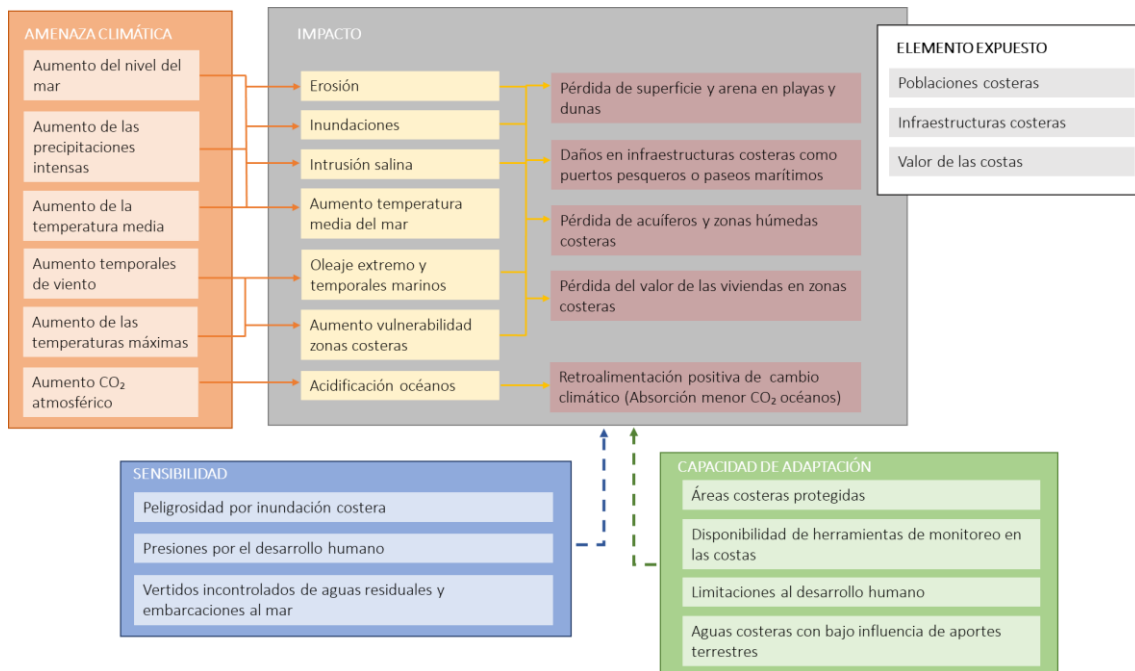 AMENAZA CLIMÁTICA
Aumento del nivel del
mar
Aumento de las
precipitaciones
intensas
Aumento de la
temperatura media
Aumento temporales
de viento
Aumento de las
temperaturas máximas
Aumento CO₂
atmosférico
IMPACTO
Erosión
Inundaciones
Intrusión salina
Aumento temperatura
media del mar
Oleaje extremo y
temporales marinos
Aumento vulnerabilidad
zonas costeras
Acidificación océanos
Pérdida de superficie y arena en playas y
dunas
Daños en infraestructuras costeras como
puertos pesqueros o paseos marítimos
Pérdida de acuíferos y zonas húmedas
costeras
Pérdida del valor de las viviendas en zonas
costeras
Retroalimentación positiva de cambio
climático (Absorción menor CO₂ océanos)
ELEMENTO EXPUESTO
Poblaciones costeras
Infraestructuras costeras
Valor de las costas
SENSIBILIDAD
Peligrosidad por inundación costera
Presiones por el desarrollo humano
Vertidos incontrolados de aguas residuales y
embarcaciones al mar
CAPACIDAD DE ADAPTACIÓN
Áreas costeras protegidas
Disponibilidad de herramientas de monitoreo en
las costas
Limitaciones al desarrollo humano
Aguas costeras con bajo influencia de aportes
terrestres